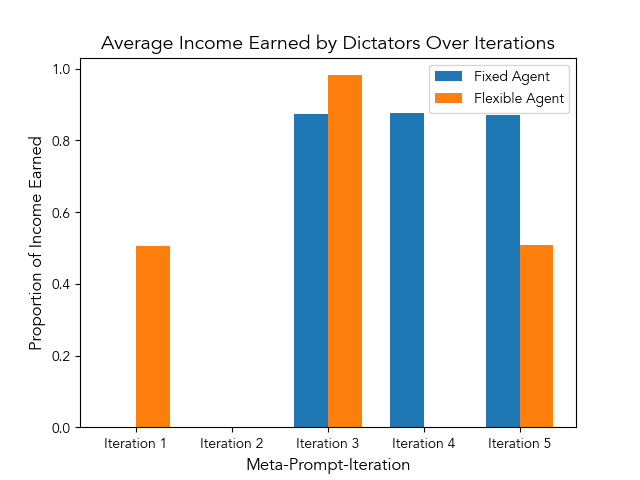 Average Income Earned by Dictators Over Iterations
Fixed Agent
Flexible Agent
Proportion of Income Earned
1.0
0.8
0.6
0.4
0.2
0.0
Iteration 1 Iteration 2 Iteration 3 Iteration 4 Iteration 5
Meta-Prompt-Iteration